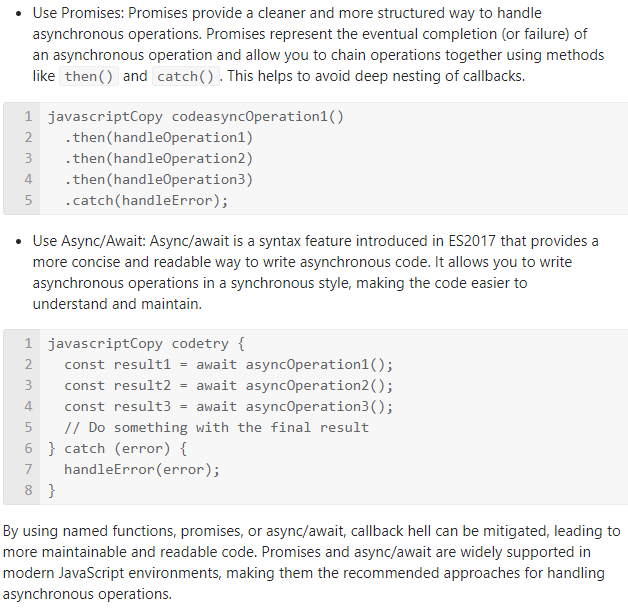 • Use Promises: Promises provide a cleaner and more structured way to handle
asynchronous operations. Promises represent the eventual completion (or failure) of
an asynchronous operation and allow you to chain operations together using methods
like then() and catch(). This helps to avoid deep nesting of callbacks.
1 javascriptCopy codeasyncOperation1()
2   .then(handleOperation1)
3   .then(handleOperation2)
4   .then(handleOperation3)
5   .catch(handleError);
• Use Async/Await: Async/await is a syntax feature introduced in ES2017 that provides a
more concise and readable way to write asynchronous code. It allows you to write
asynchronous operations in a synchronous style, making the code easier to
understand and maintain.
1 javascriptCopy codetry {
2   const result1 = await asyncOperation1();
3   const result2 = await asyncOperation2();
4   const result3 = await asyncOperation3();
5   // Do something with the final result
6 } catch (error) {
7   handleError(error);
8 }
By using named functions, promises, or async/await, callback hell can be mitigated, leading to
more maintainable and readable code. Promises and async/await are widely supported in
modern JavaScript environments, making them the recommended approaches for handling
asynchronous operations.